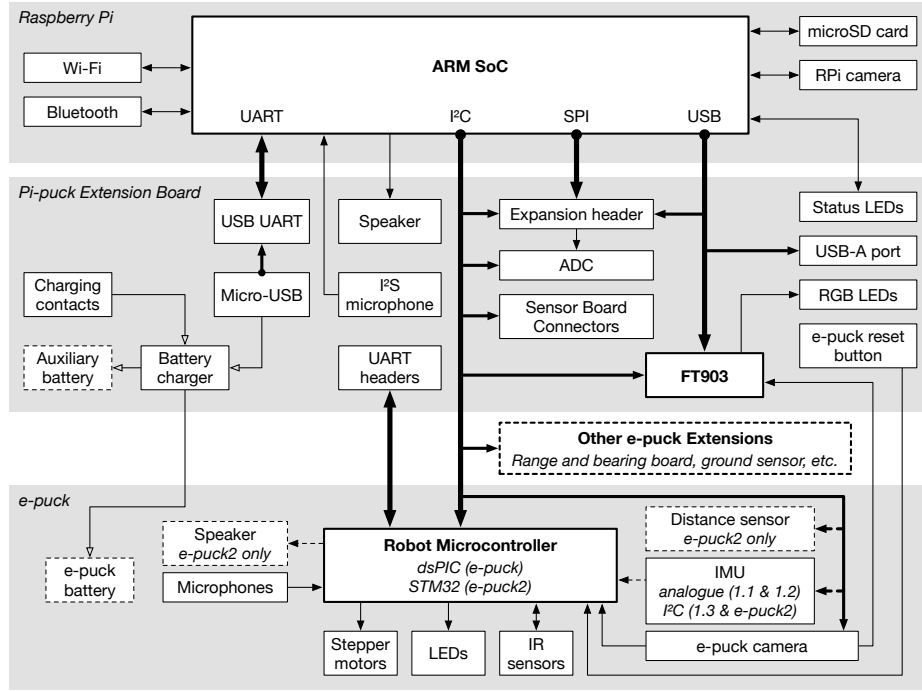 Raspberry Pi
ARM SoC
Wi-Fi
Bluetooth
microSD card
RPi camera
UART
I²C
SPI
USB
Pi-puck Extension Board
USB UART
Speaker
Expansion header
Status LEDs
ADC
USB-A port
Charging
contacts
Micro-USB
I²S
microphone
Sensor Board
Connectors
RGB LEDs
Auxiliary
battery
Battery
charger
UART
headers
FT903
e-puck reset
button
Other e-puck Extensions
Range and bearing board, ground sensor, etc.
e-puck
Speaker
e-puck2 only
Robot Microcontroller
dsPIC (e-puck)
STM32 (e-puck2)
Distance sensor
e-puck2 only
e-puck
battery
Microphones
IMU
analogue (1.1 & 1.2)
I²C (1.3 & e-puck2)
Stepper
motors
LEDs
IR
sensors
e-puck camera